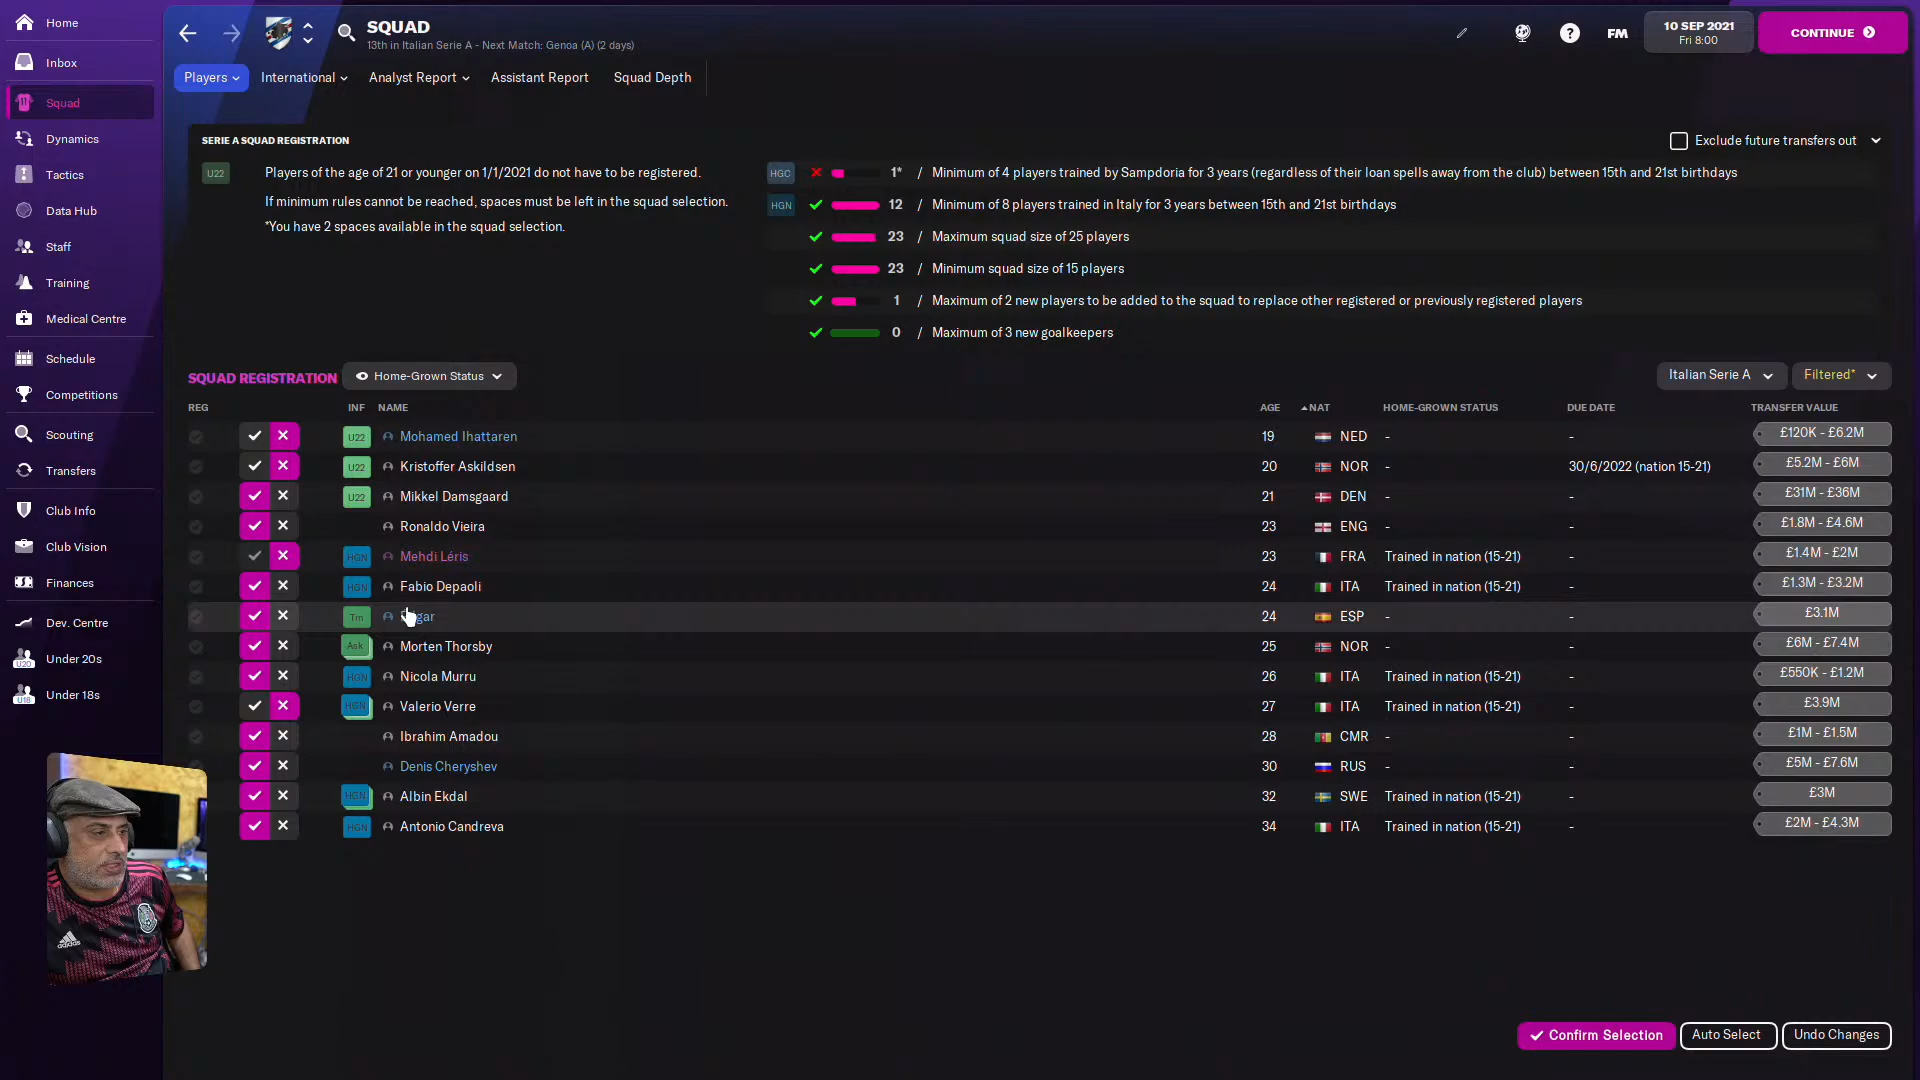 Home
Inbox
Squad
Dynamics
Tactics
Data Hub
Staff
Training
Medical Centre
Schedule
Competitions
Scouting
Transfers
Club Info
Club Vision
Finances
Dev. Centre
Under 20s
Under 18s
SQUAD
13th in Italian Serie A - Next Match: Genoa (A) (2 days)
FM
10 SEP 2021
Fri 8:00
CONTINUE
Players International Analyst Report Assistant Report Squad Depth
SERIE A SQUAD REGISTRATION
Exclude future transfers out
U22 Players of the age of 21 or younger on 1/1/2021 do not have to be registered.
If minimum rules cannot be reached, spaces must be left in the squad selection.
*You have 2 spaces available in the squad selection.
HGC 1* / Minimum of 4 players trained by Sampdoria for 3 years (regardless of their loan spells away from the club) between 15th and 21st birthdays
HGN 12 / Minimum of 8 players trained in Italy for 3 years between 15th and 21st birthdays
23 / Maximum squad size of 25 players
23 / Minimum squad size of 15 players
1 / Maximum of 2 new players to be added to the squad to replace other registered or previously registered players
0 / Maximum of 3 new goalkeepers
SQUAD REGISTRATION Home-Grown Status Italian Serie A Filtered*
REG INF NAME AGE NAT HOME-GROWN STATUS DUE DATE TRANSFER VALUE
U22 Mohamed Ihattaren 19 NED - - £120K - £6.2M
U22 Kristoffer Askildsen 20 NOR - 30/6/2022 (nation 15-21) £5.2M - £6M
U22 Mikkel Damsgaard 21 DEN - - £31M - £36M
Ronaldo Vieira 23 ENG - - £1.8M - £4.6M
HGN Mehdi Léris 23 FRA Trained in nation (15-21) - £1.4M - £2M
HGN Fabio Depaoli 24 ITA Trained in nation (15-21) - £1.3M - £3.2M
Trn 24 ESP - - £3.1M
Ask Morten Thorsby 25 NOR - - £6M - £7.4M
HGN Nicola Murru 26 ITA Trained in nation (15-21) - £550K - £1.2M
HGN Valerio Verre 27 ITA Trained in nation (15-21) - £3.9M
Ibrahim Amadou 28 CMR - - £1M - £1.5M
Denis Cheryshev 30 RUS - - £5M - £7.6M
HGN Albin Ekdal 32 SWE Trained in nation (15-21) - £3M
HGN Antonio Candreva 34 ITA Trained in nation (15-21) - £2M - £4.3M
Confirm Selection Auto Select Undo Changes